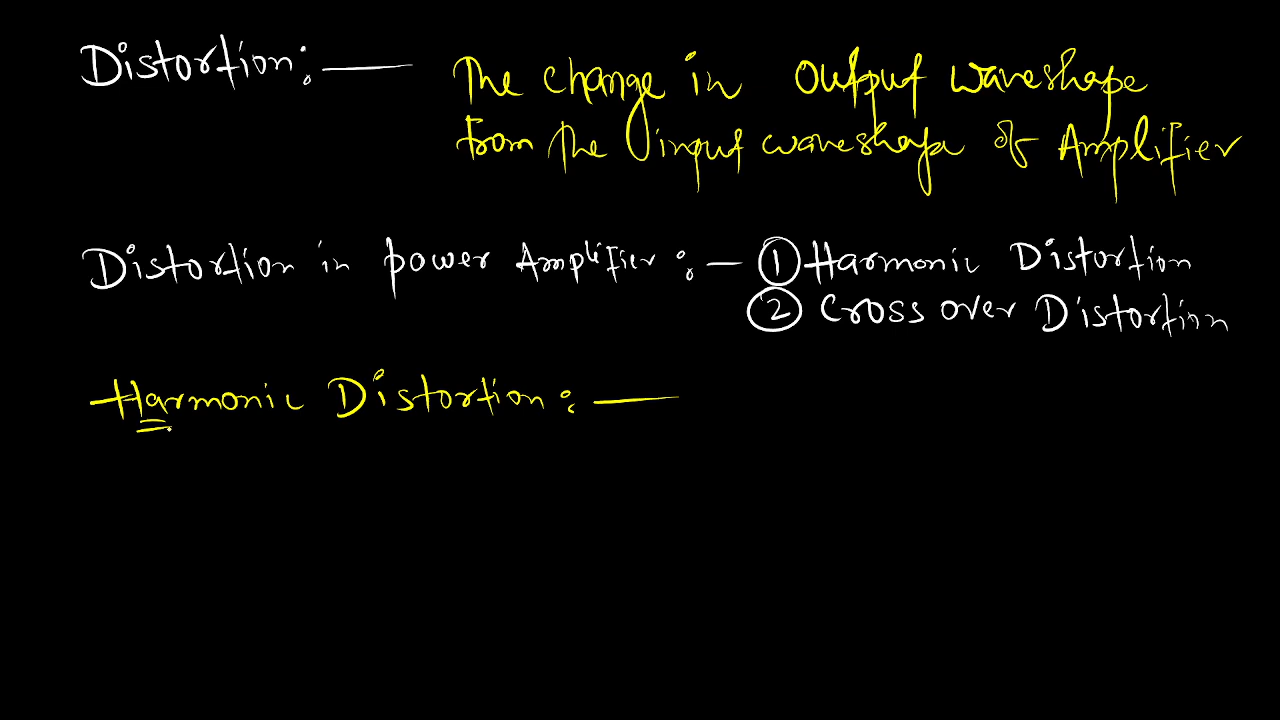 Distortion:— The change in output waveshape
from the input waveshape of Amplifier
Distortion in power Amplifier:— ① Harmonic Distortion
② Cross over Distortion
Harmonic Distortion:—